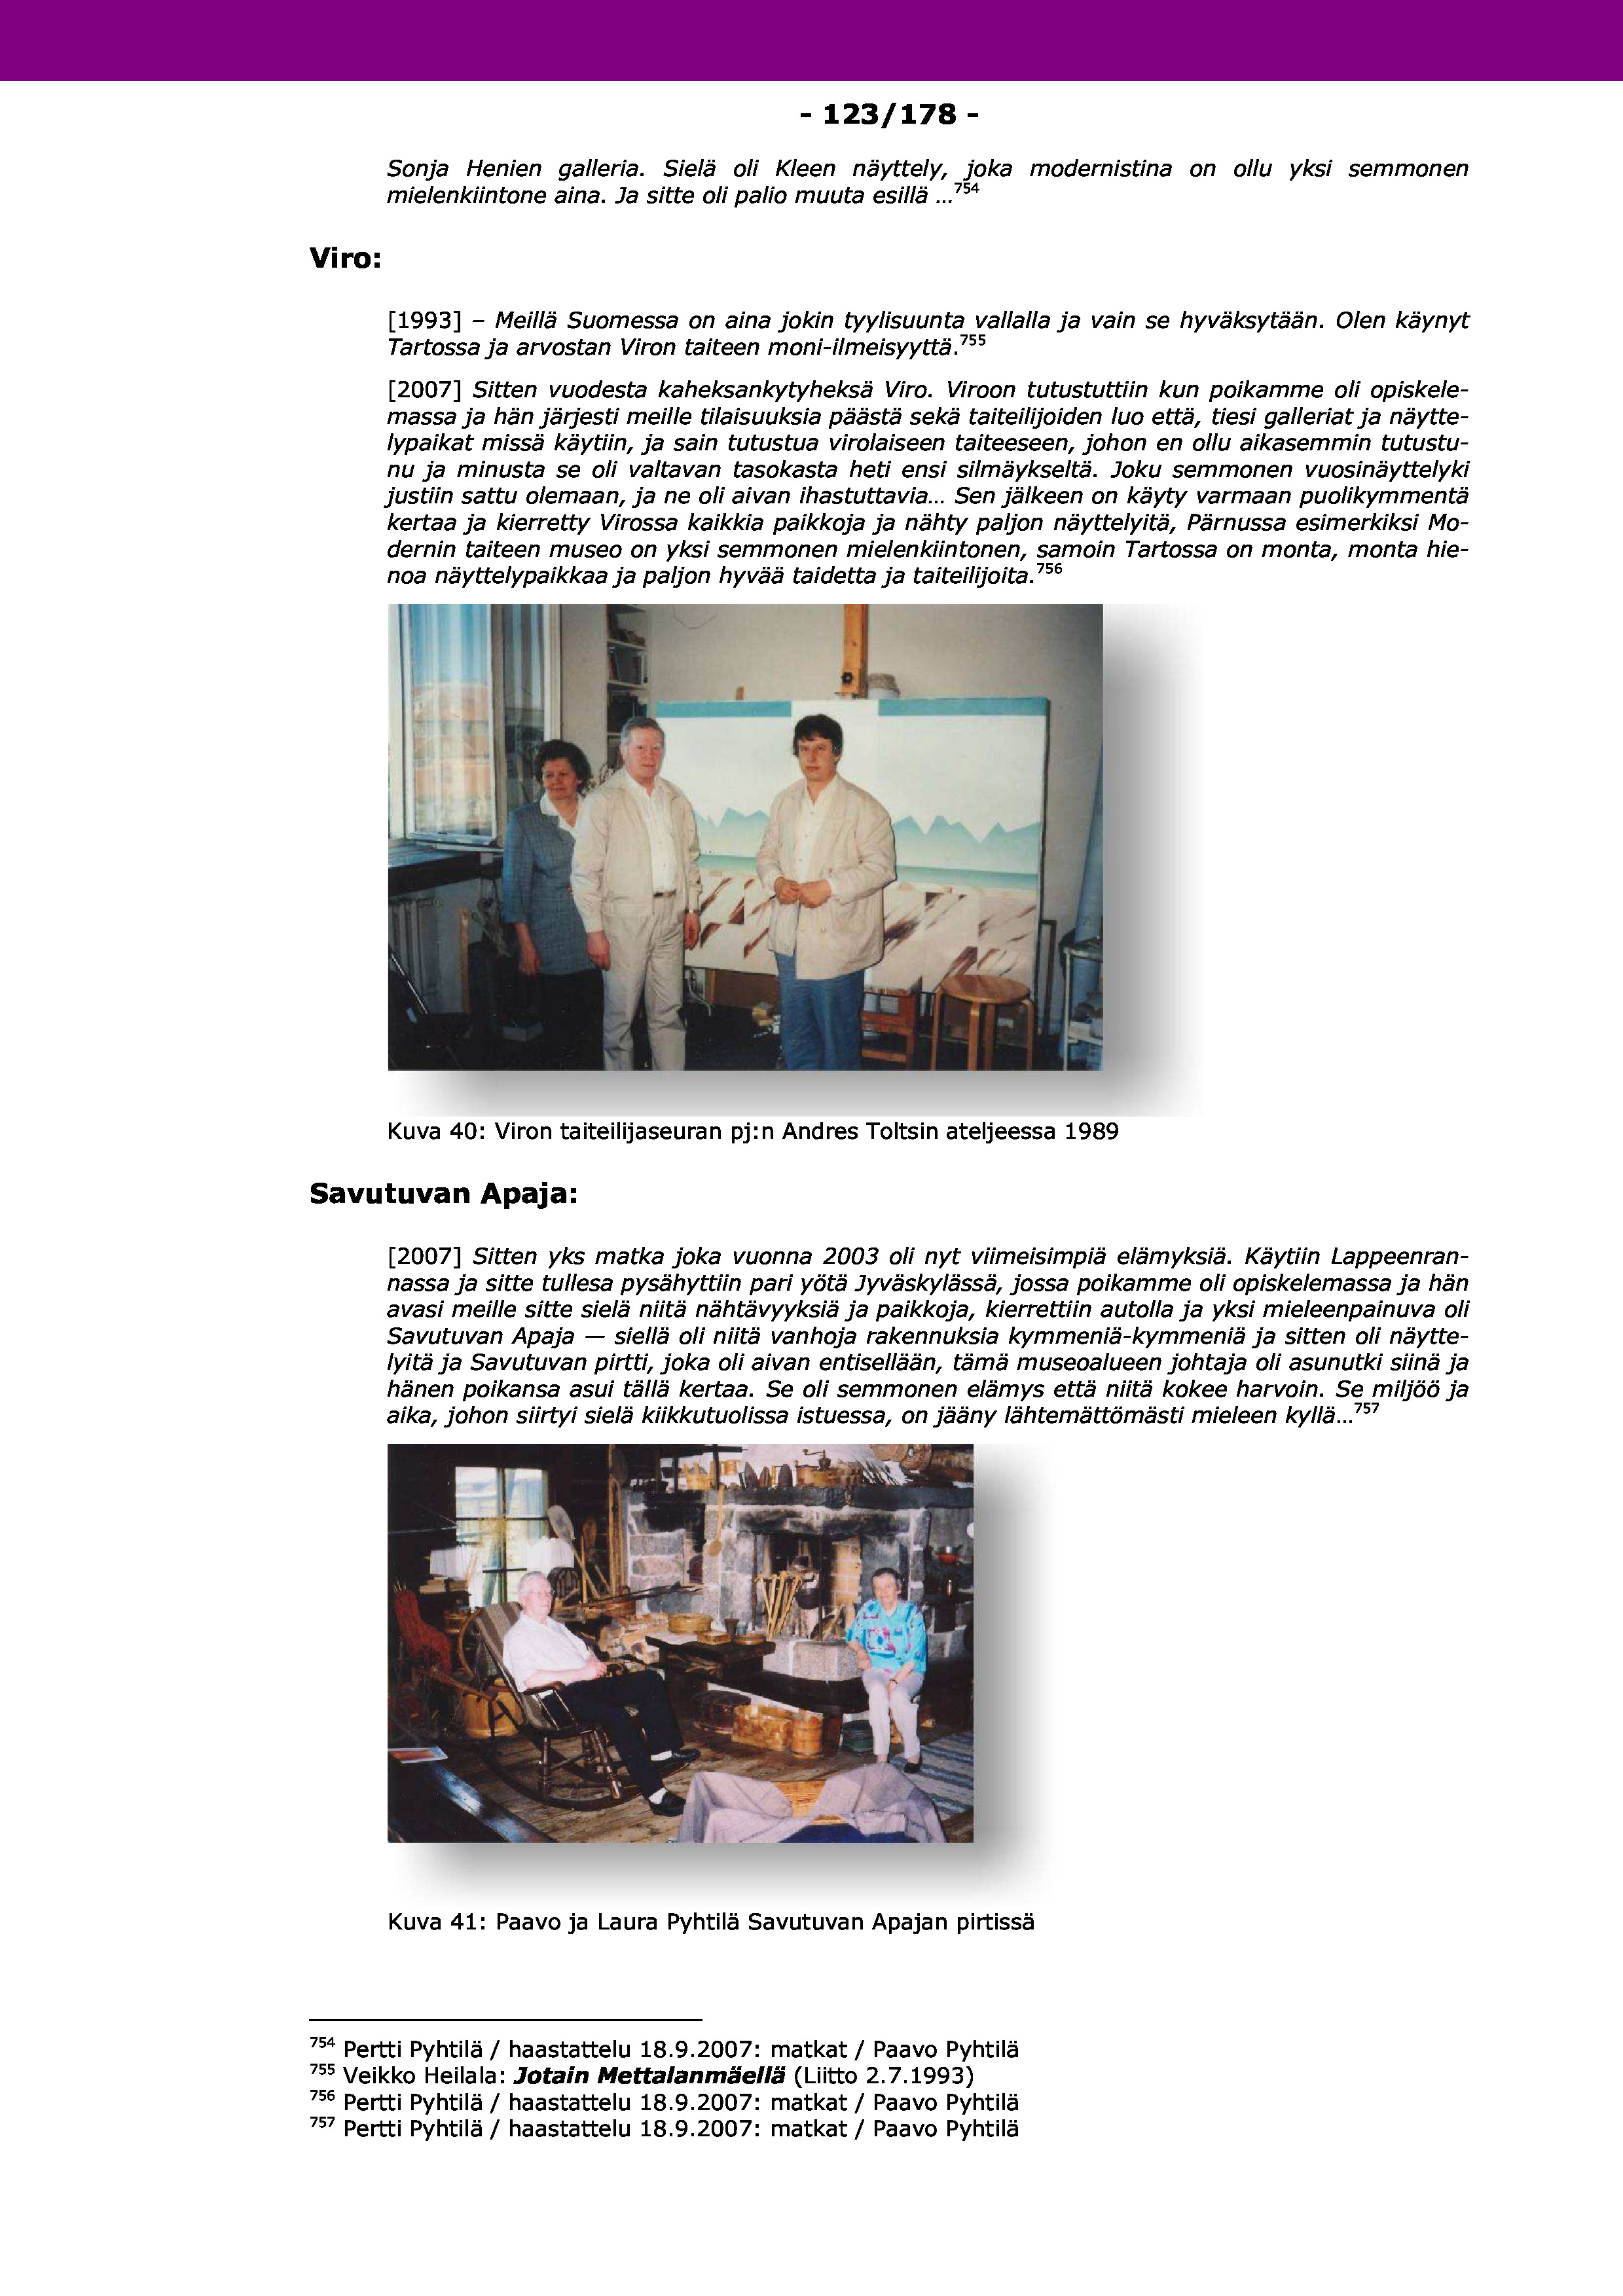 - 123/178 -
Sonja Henien galleria. Sielä oli Kleen näyttely, joka modernistina on ollu yksi semmonen
mielenkiintone aina. Ja sitte oli palio muuta esillä …754
Viro:
[1993] – Meillä Suomessa on aina jokin tyylisuunta vallalla ja vain se hyväksytään. Olen käynyt
Tartossa ja arvostan Viron taiteen moni-ilmeisyyttä.755
[2007] Sitten vuodesta kaheksankytyheksä Viro. Viroon tutustuttiin kun poikamme oli opiskele-
massa ja hän järjesti meille tilaisuuksia päästä sekä taiteilijoiden luo että, tiesi galleriat ja näytte-
lypaikat missä käytiin, ja sain tutustua virolaiseen taiteeseen, johon en ollu aikasemmin tutustu-
nu ja minusta se oli valtavan tasokasta heti ensi silmäykseltä. Joku semmonen vuosinäyttelyki
justiin sattu olemaan, ja ne oli aivan ihastuttavia… Sen jälkeen on käyty varmaan puolikymmentä
kertaa ja kierretty Virossa kaikkia paikkoja ja nähty paljon näyttelyitä, Pärnussa esimerkiksi Mo-
dernin taiteen museo on yksi semmonen mielenkiintonen, samoin Tartossa on monta, monta hie-
noa näyttelypaikkaa ja paljon hyvää taidetta ja taiteilijoita.756
Kuva 40: Viron taiteilijaseuran pj:n Andres Toltsin ateljeessa 1989
Savutuvan Apaja:
[2007] Sitten yks matka joka vuonna 2003 oli nyt viimeisimpiä elämyksiä. Käytiin Lappeenran-
nassa ja sitte tullesa pysähyttiin pari yötä Jyväskylässä, jossa poikamme oli opiskelemassa ja hän
avasi meille sitte sielä niitä nähtävyyksiä ja paikkoja, kierrettiin autolla ja yksi mieleenpainuva oli
Savutuvan Apaja — siellä oli niitä vanhoja rakennuksia kymmeniä-kymmeniä ja sitten oli näytte-
lyitä ja Savutuvan pirtti, joka oli aivan entisellään, tämä museoalueen johtaja oli asunutki siinä ja
hänen poikansa asui tällä kertaa. Se oli semmonen elämys että niitä kokee harvoin. Se miljöö ja
aika, johon siirtyi sielä kiikkutuolissa istuessa, on jääny lähtemättömästi mieleen kyllä…757
Kuva 41: Paavo ja Laura Pyhtilä Savutuvan Apajan pirtissä
754 Pertti Pyhtilä / haastattelu 18.9.2007: matkat / Paavo Pyhtilä
755 Veikko Heilala: Jotain Mettalanmäellä (Liitto 2.7.1993)
756 Pertti Pyhtilä / haastattelu 18.9.2007: matkat / Paavo Pyhtilä
757 Pertti Pyhtilä / haastattelu 18.9.2007: matkat / Paavo Pyhtilä